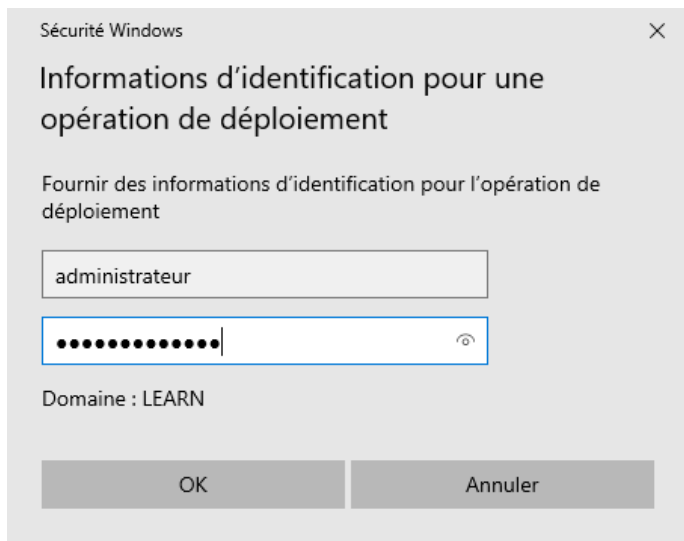 Sécurité Windows
Informations d’identification pour une
opération de déploiement
Fournir des informations d’identification pour l’opération de
déploiement
administrateur
•••••••••••••
Domaine : LEARN
OK
Annuler